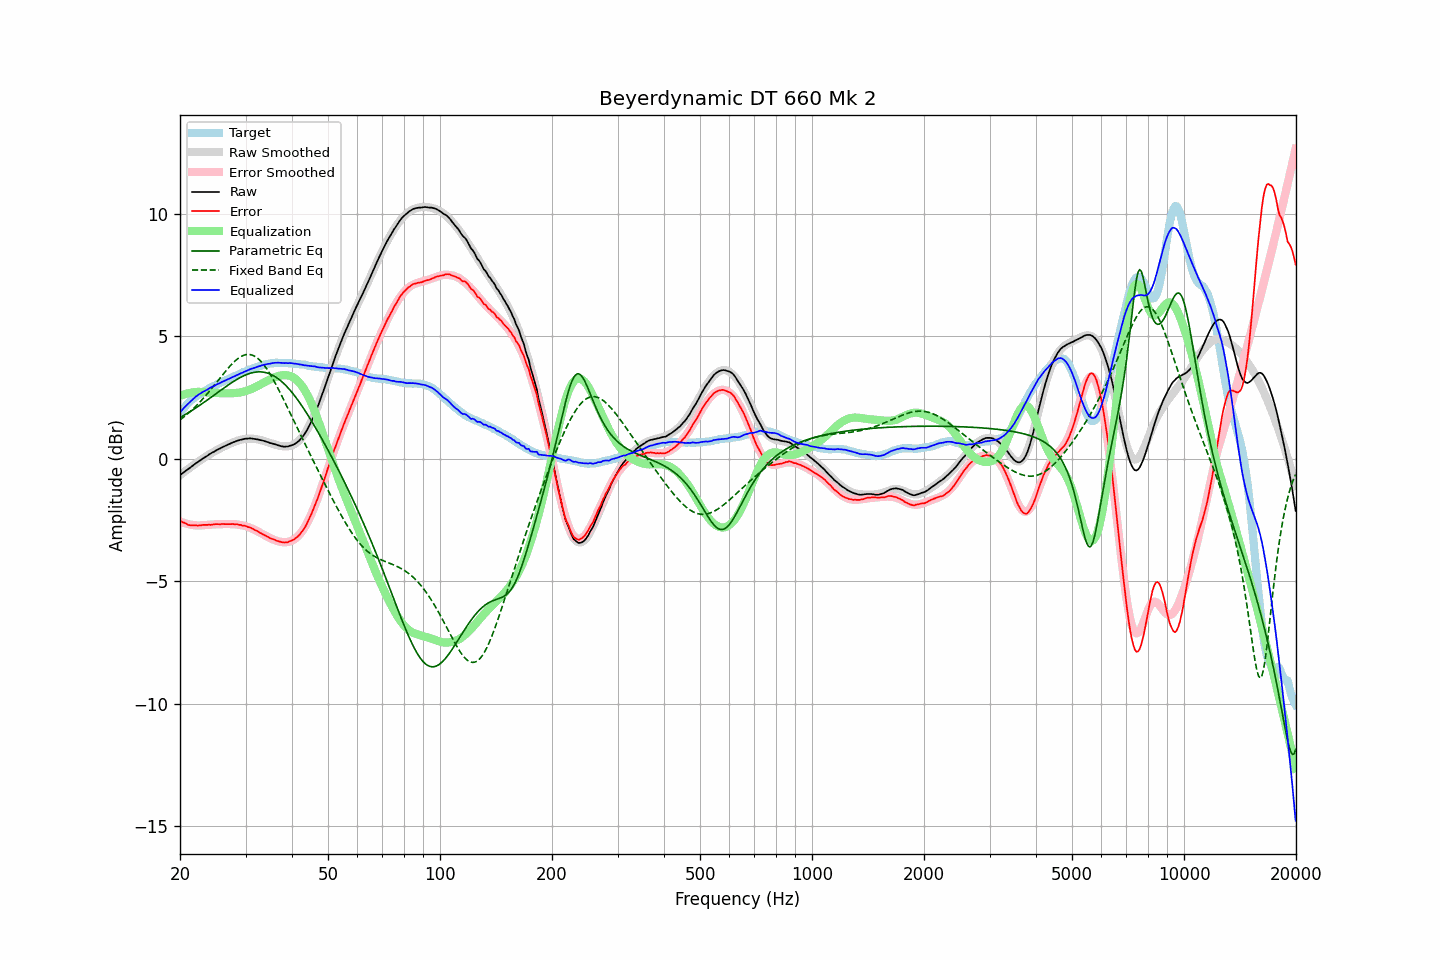 Beyerdynamic DT 660 Mk 2
Target
Raw Smoothed
Error Smoothed
Raw
Error
Equalization
Parametric Eq
Fixed Band Eq
Equalized
Amplitude (dBr)
10
5
0
−5
−10
−15
20 50 100 200 500 1000 2000 5000 10000 20000
Frequency (Hz)